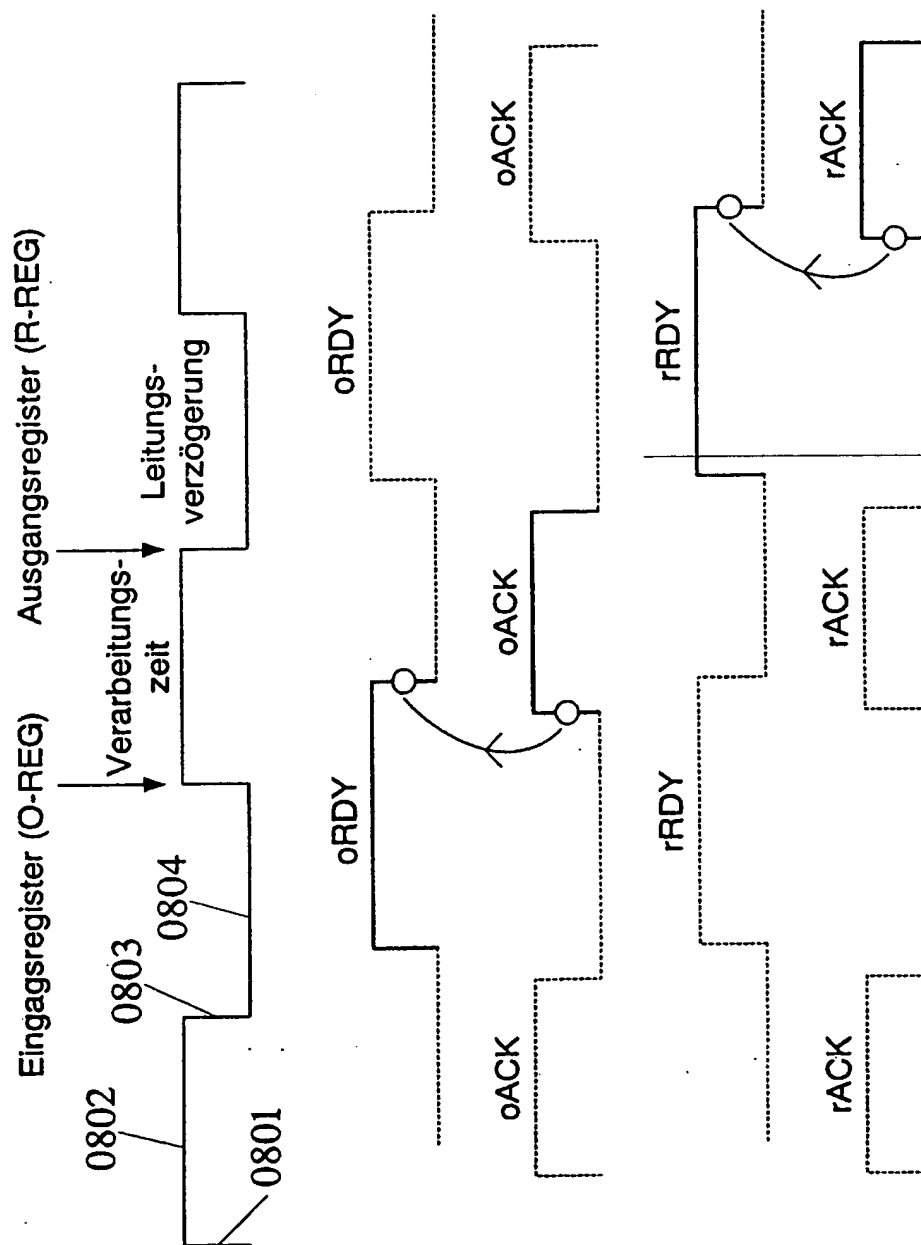 Eingagsregister (O-REG)
Ausgangsregister (R-REG)
Verarbeitungs-
zeit
Leitungs-
verzögerung
0802
0801
0803
0804
oRDY
oRDY
oACK
oACK
oACK
rRDY
rRDY
rACK
rACK
rACK